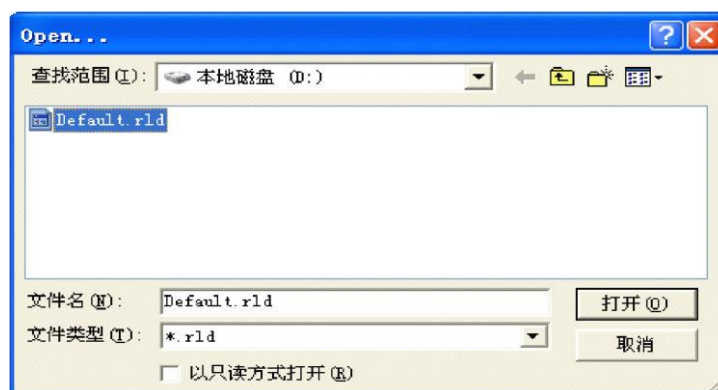 Open...
查找范围(I): 本地磁盘 (D:)
Default.rld
文件名(N): Default.rld 打开(O)
文件类型(T): *.rld 取消
以只读方式打开(R)